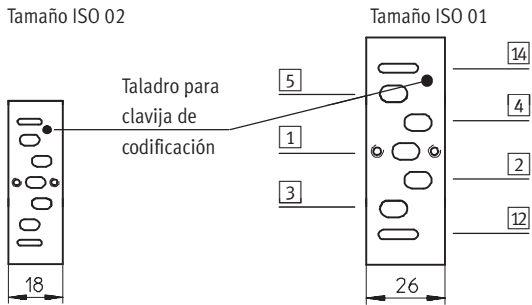 Tamaño ISO 02
Tamaño ISO 01
Taladro para
clavija de
codificación
5
1
3
14
4
2
12
18
26